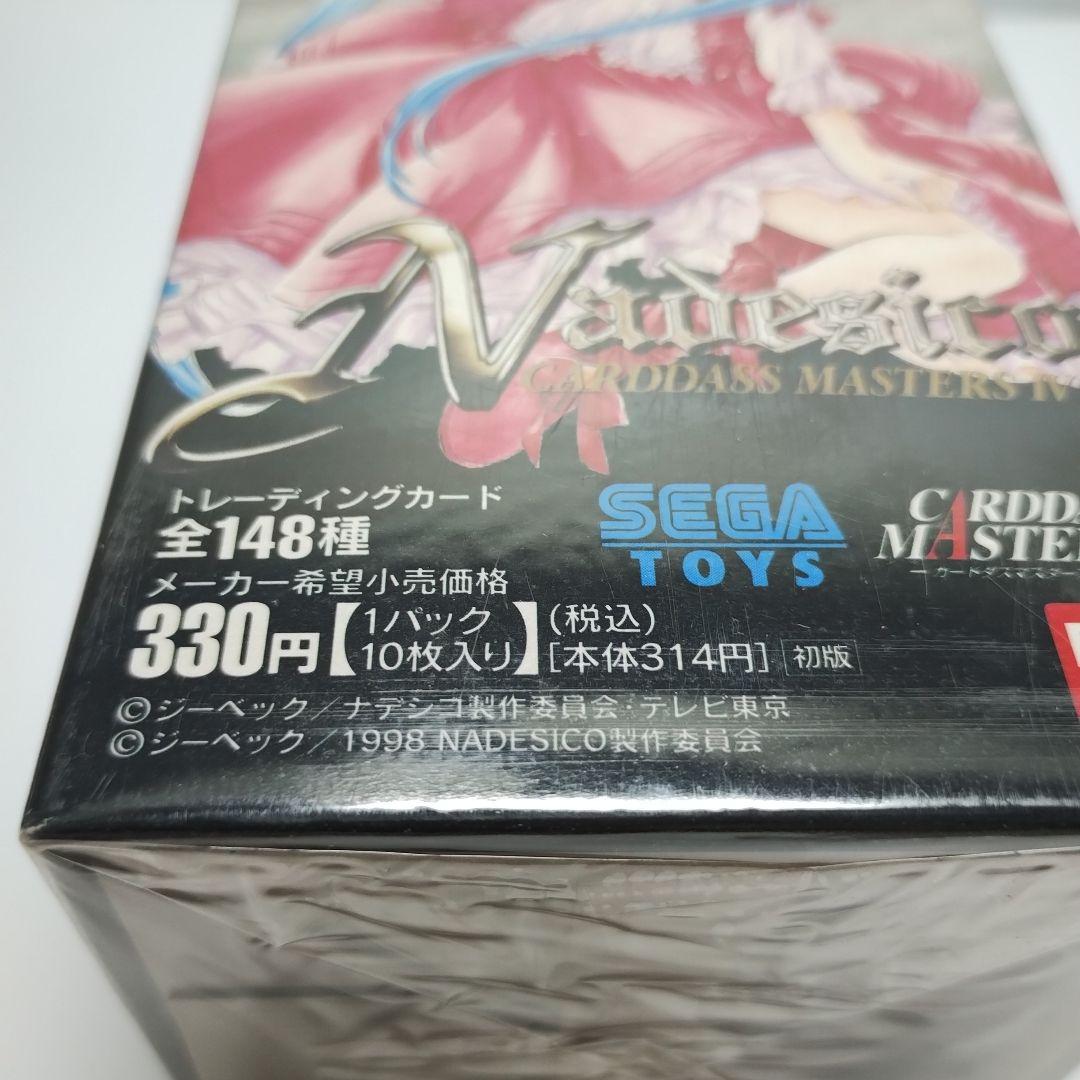 Nadesico
CARDDASS MASTERS IV
トレーディングカード
全148種
メーカー希望小売価格
330円【1パック10枚入り】(税込)[本体314円] 初版
SEGA
TOYS
CARDDA
MASTE
©ジーベック/ナデシコ製作委員会・テレビ東京
©ジーベック/1998 NADESICO製作委員会